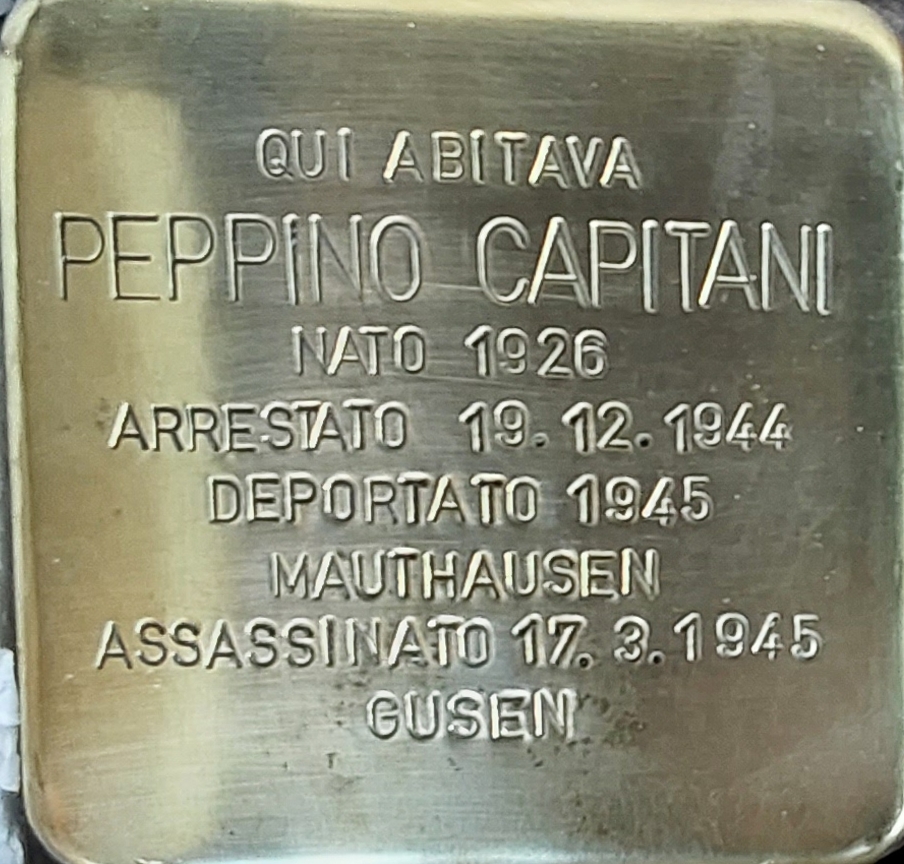 QUI ABITAVA
PEPPINO CAPITANI
NATO 1926
ARRESTATO 19.12.1944
DEPORTATO 1945
MAUTHAUSEN
ASSASSINATO 17.3.1945
GUSEN